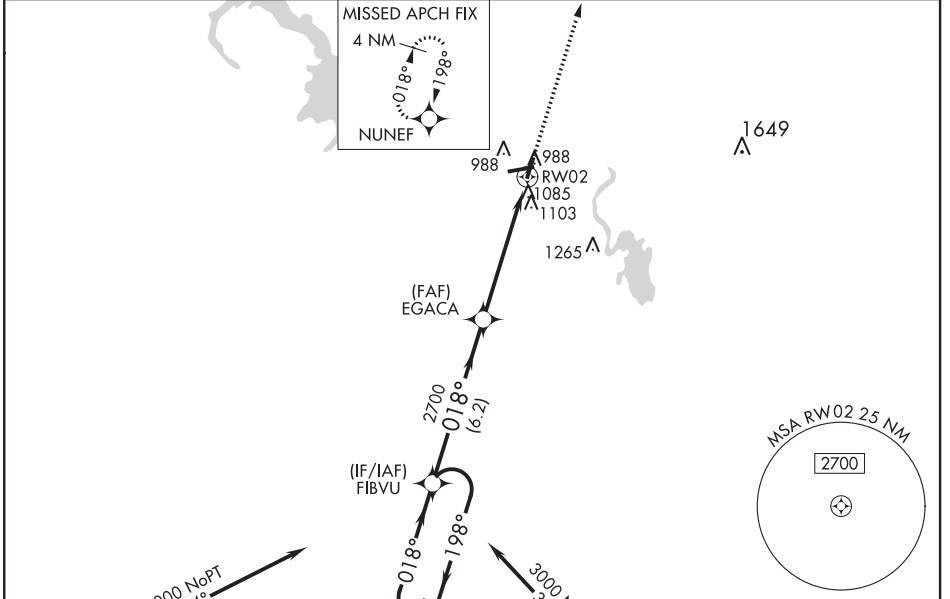 MISSED APCH FIX
4 NM
018°
198°
NUNEF
1649
988
988
RW02
1085
1103
1265
(FAF)
EGACA
2700
018°
(6.2)
MSA RW02 25 NM
2700
(IF/IAF)
FIBVU
018°
198°
NoPT
3000